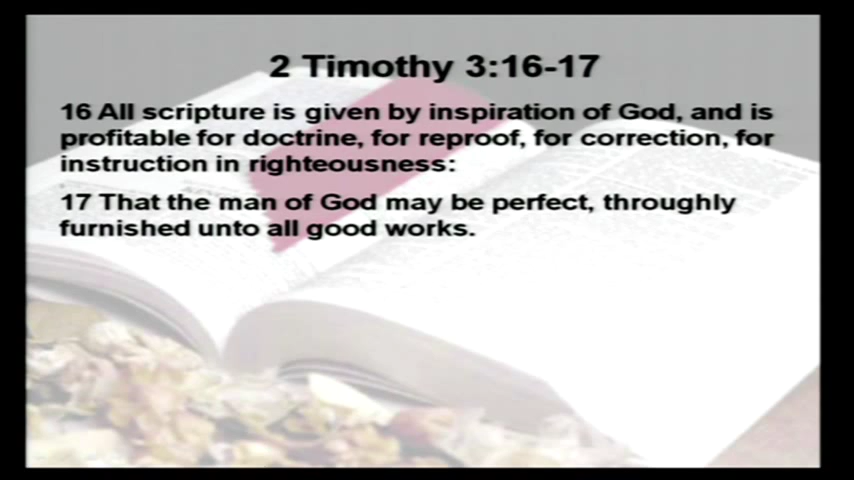 2 Timothy 3:16-17
16 All scripture is given by inspiration of God, and is
profitable for doctrine, for reproof, for correction, for
instruction in righteousness:
17 That the man of God may be perfect, throughly
furnished unto all good works.